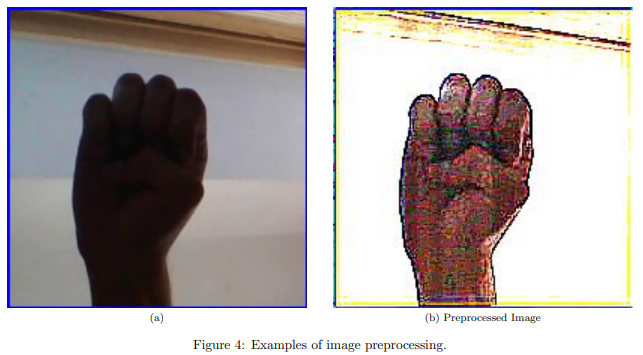 (a)
(b) Preprocessed Image
Figure 4: Examples of image preprocessing.